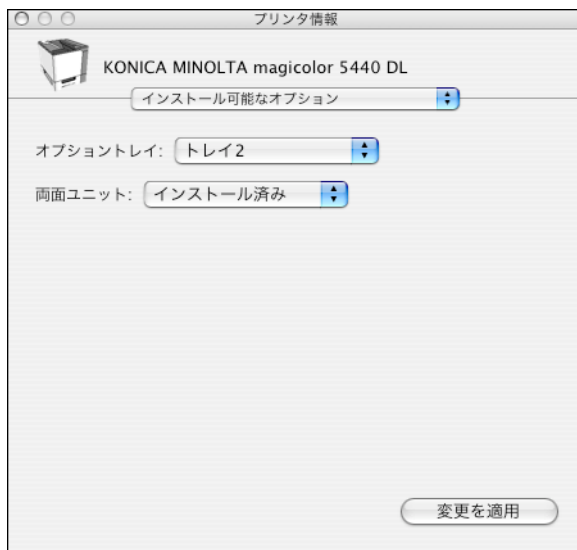 プリンタ情報
KONICA MINOLTA magicolor 5440 DL
インストール可能なオプション
オプショントレイ: トレイ2
両面ユニット: インストール済み
変更を適用